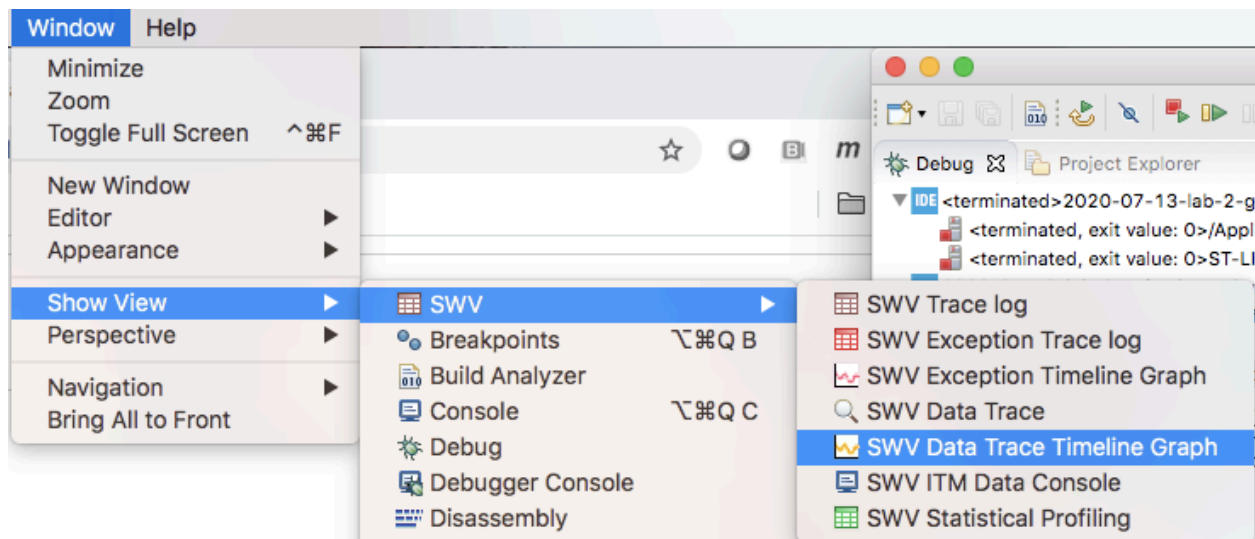 Window Help
Minimize
Zoom
Toggle Full Screen ^⌘F
New Window
Editor
Appearance
Show View
Perspective
Navigation
Bring All to Front
SWV
Breakpoints ⌥⌘Q B
Build Analyzer
Console ⌥⌘Q C
Debug
Debugger Console
Disassembly
SWV Trace log
SWV Exception Trace log
SWV Exception Timeline Graph
SWV Data Trace
SWV Data Trace Timeline Graph
SWV ITM Data Console
SWV Statistical Profiling
m
010
Debug Project Explorer
IDE <terminated>2020-07-13-lab-2-g
<terminated, exit value: 0>/Appl
<terminated, exit value: 0>ST-LI